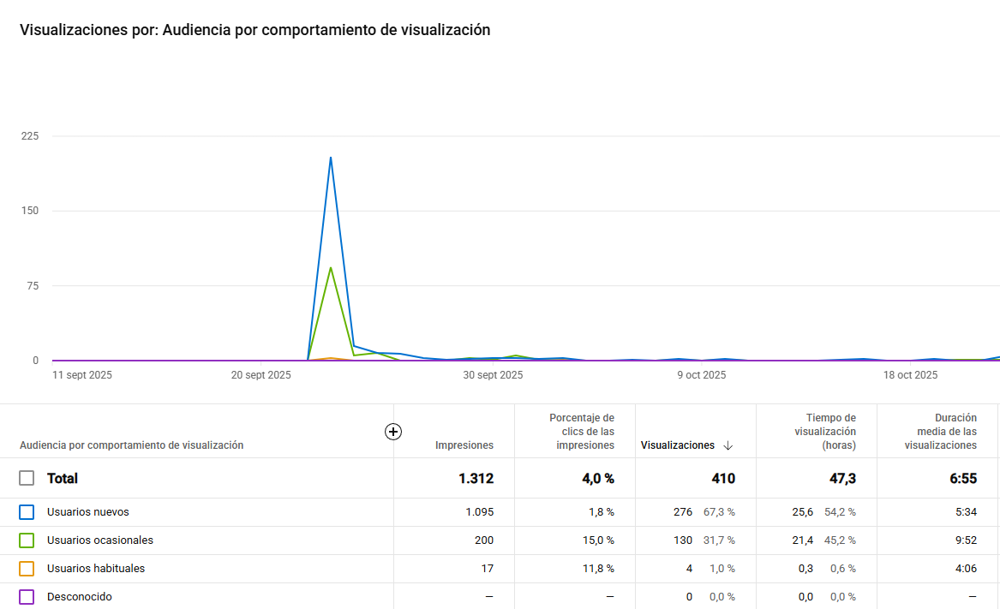 Visualizaciones por: Audiencia por comportamiento de visualización
225
150
75
0
11 sept 2025 20 sept 2025 30 sept 2025 9 oct 2025 18 oct 2025
Audiencia por comportamiento de visualización Impresiones Porcentaje de clics de las impresiones Visualizaciones Tiempo de visualización (horas) Duración media de las visualizaciones
Total 1.312 4,0 % 410 47,3 6:55
Usuarios nuevos 1.095 1,8 % 276 67,3 % 25,6 54,2 % 5:34
Usuarios ocasionales 200 15,0 % 130 31,7 % 21,4 45,2 % 9:52
Usuarios habituales 17 11,8 % 4 1,0 % 0,3 0,6 % 4:06
Desconocido — — 0 0,0 % 0,0 0,0 % —